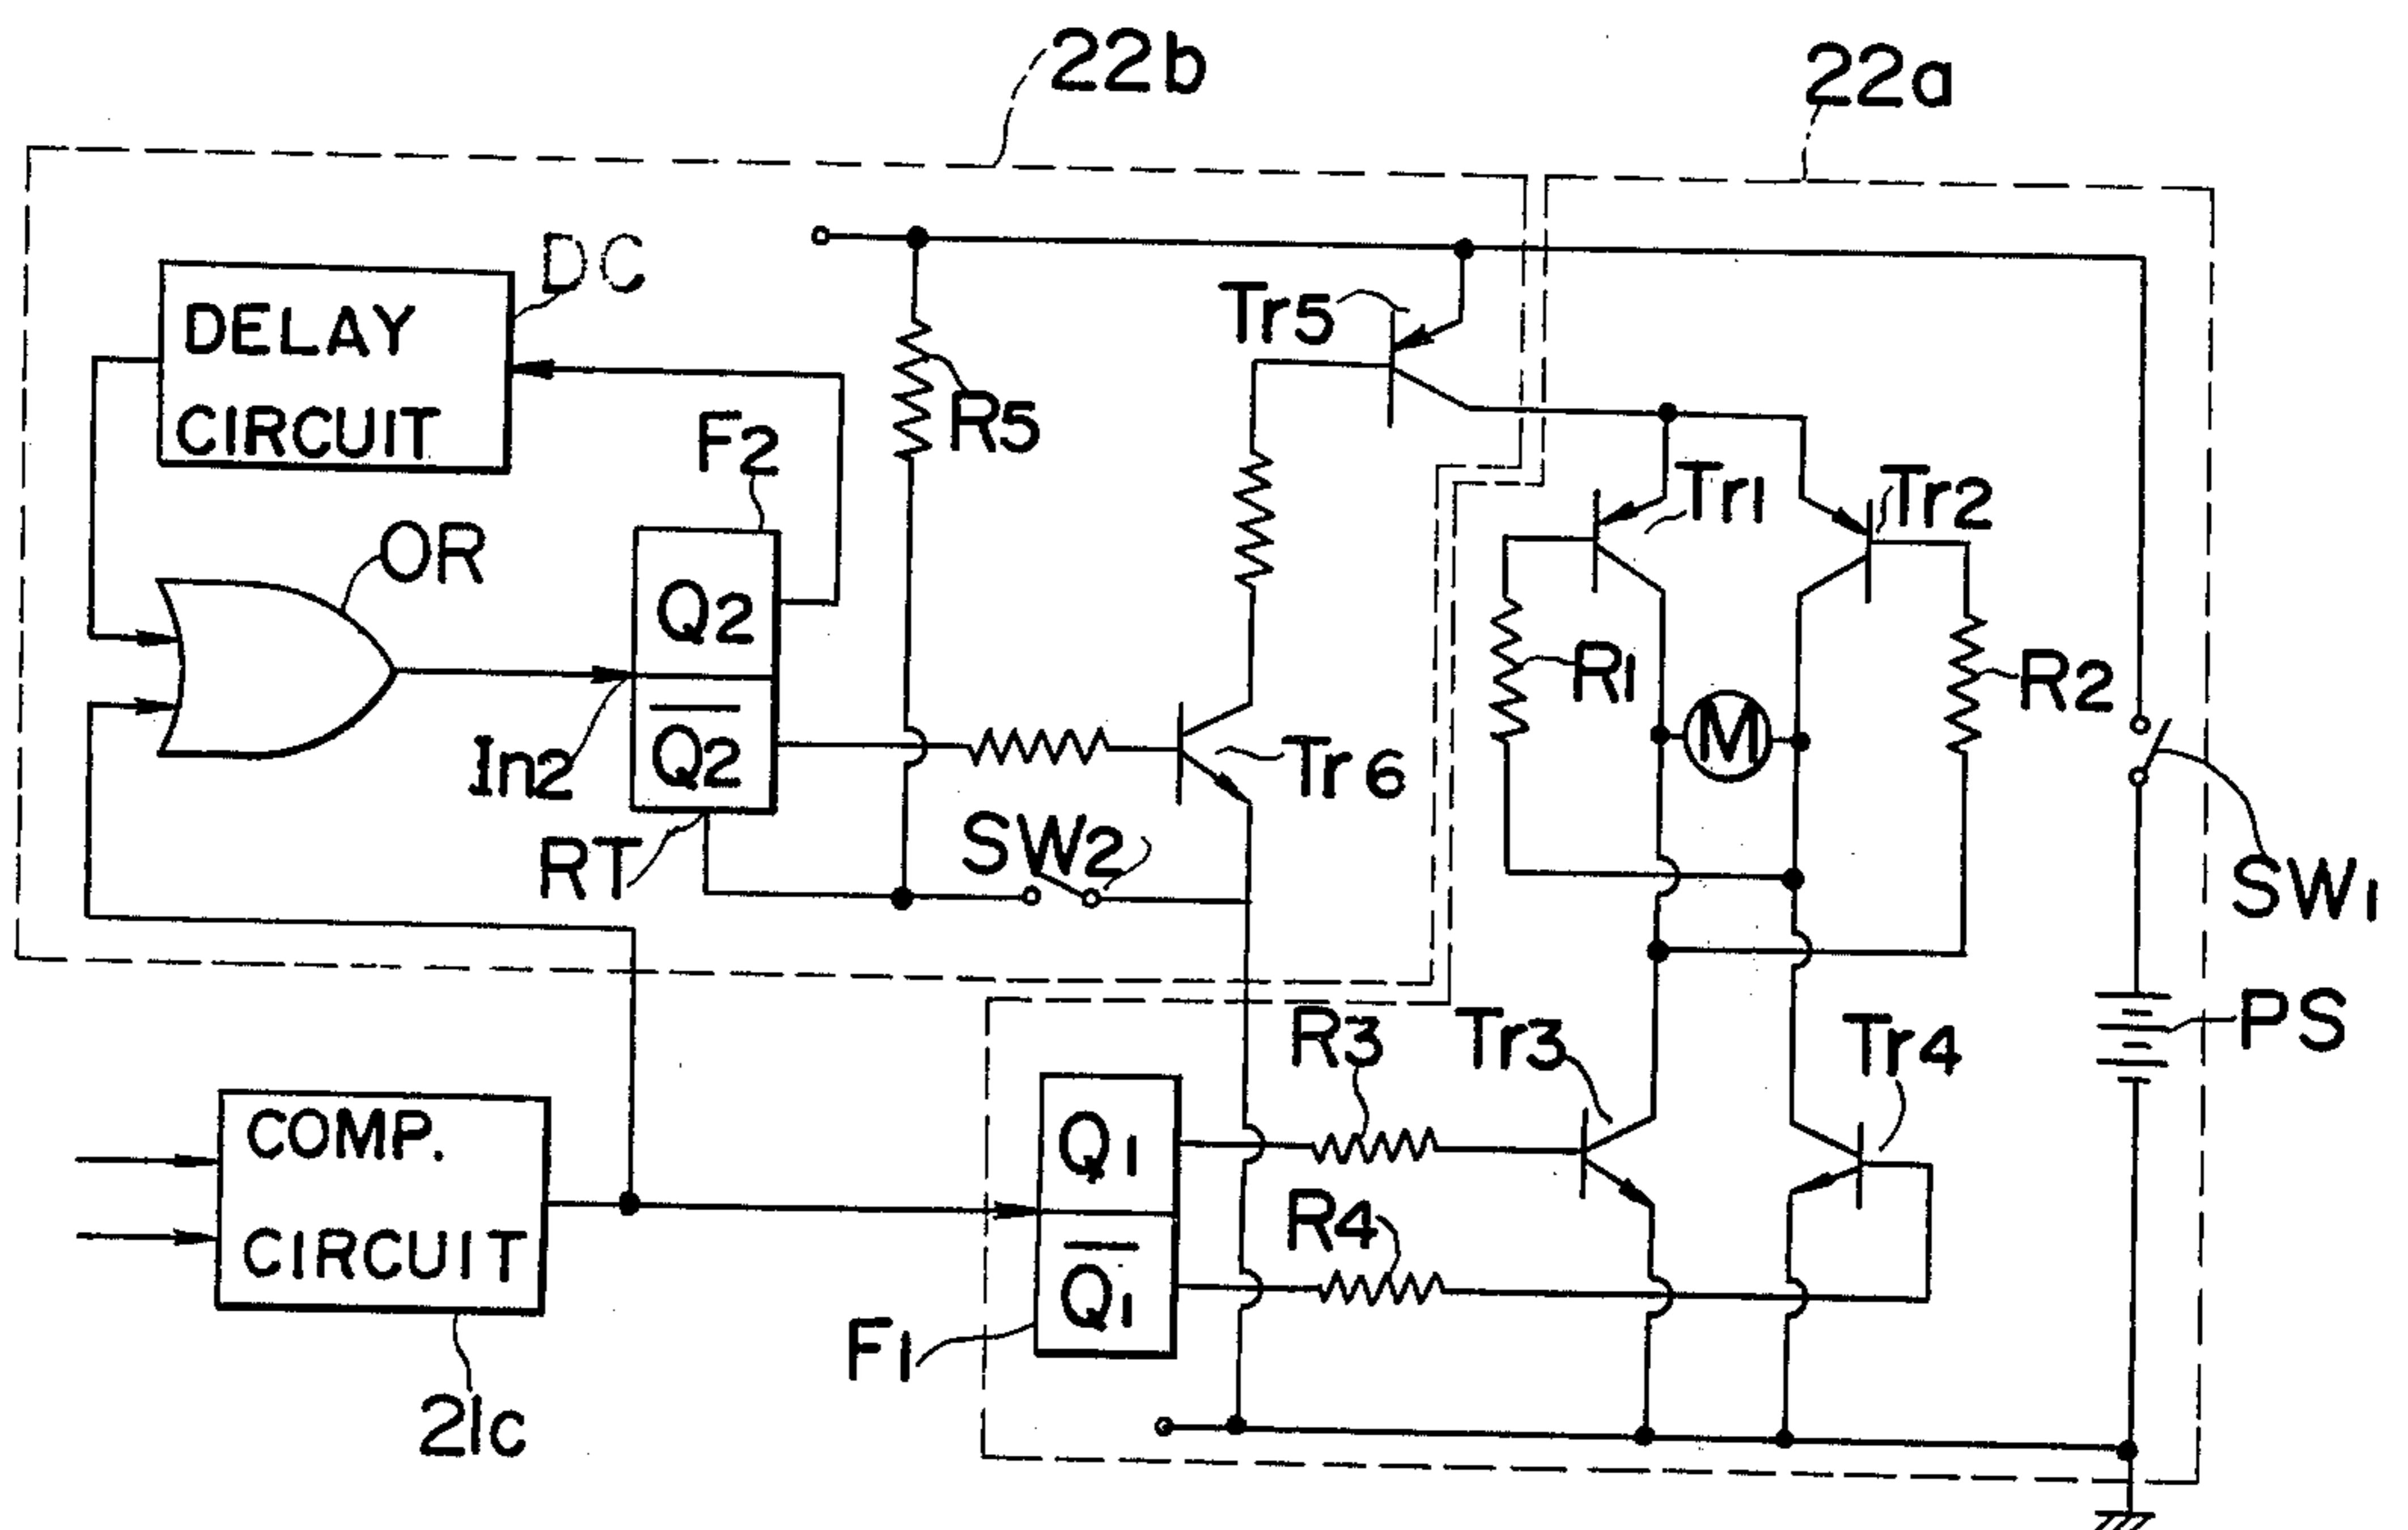 22b
22a
DC
DELAY
CIRCUIT
Tr5
R5
F2
Tr1
Tr2
OR
Q2
R1
R2
M
In2
Q2
Tr6
SW2
RT
SW1
R3
Tr3
Tr4
PS
COMP.
CIRCUIT
Q1
R4
Q1
F1
21c